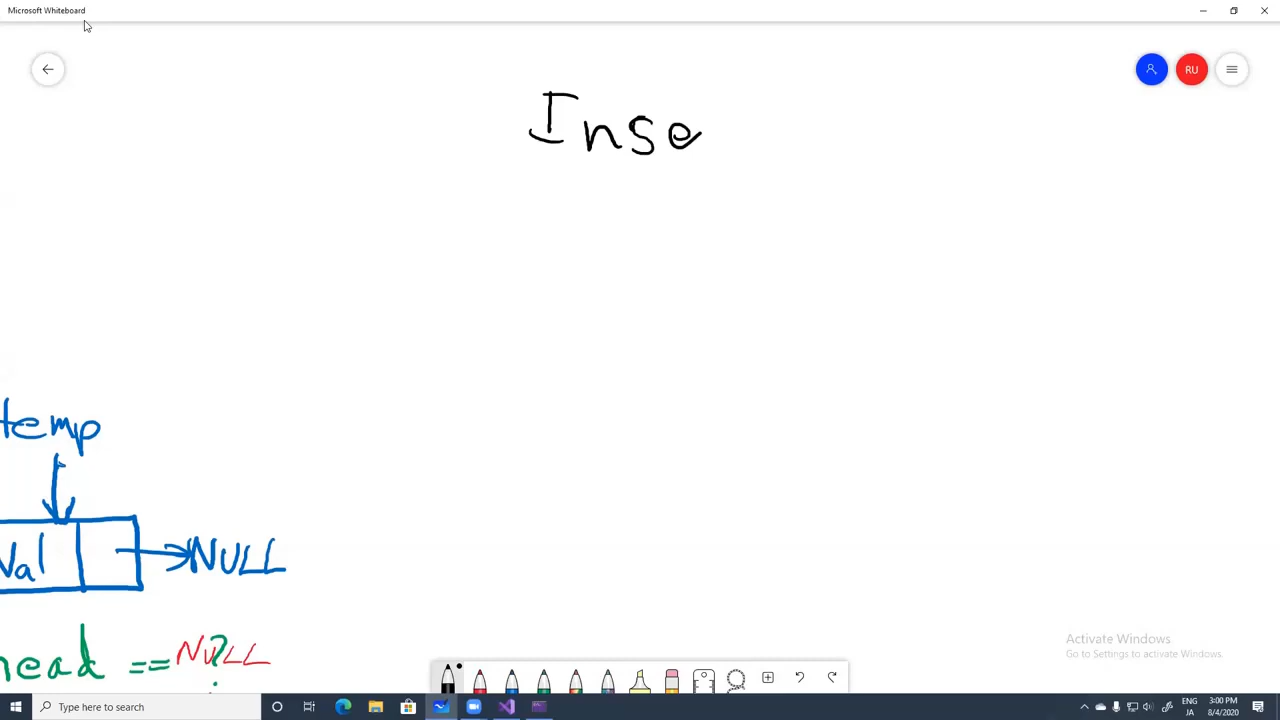 Microsoft Whiteboard
RU
Inse
temp
Val
NULL
head == NULL
?
Activate Windows
Go to Settings to activate Windows.
Type here to search
ENG
JA
3:00 PM
8/4/2020